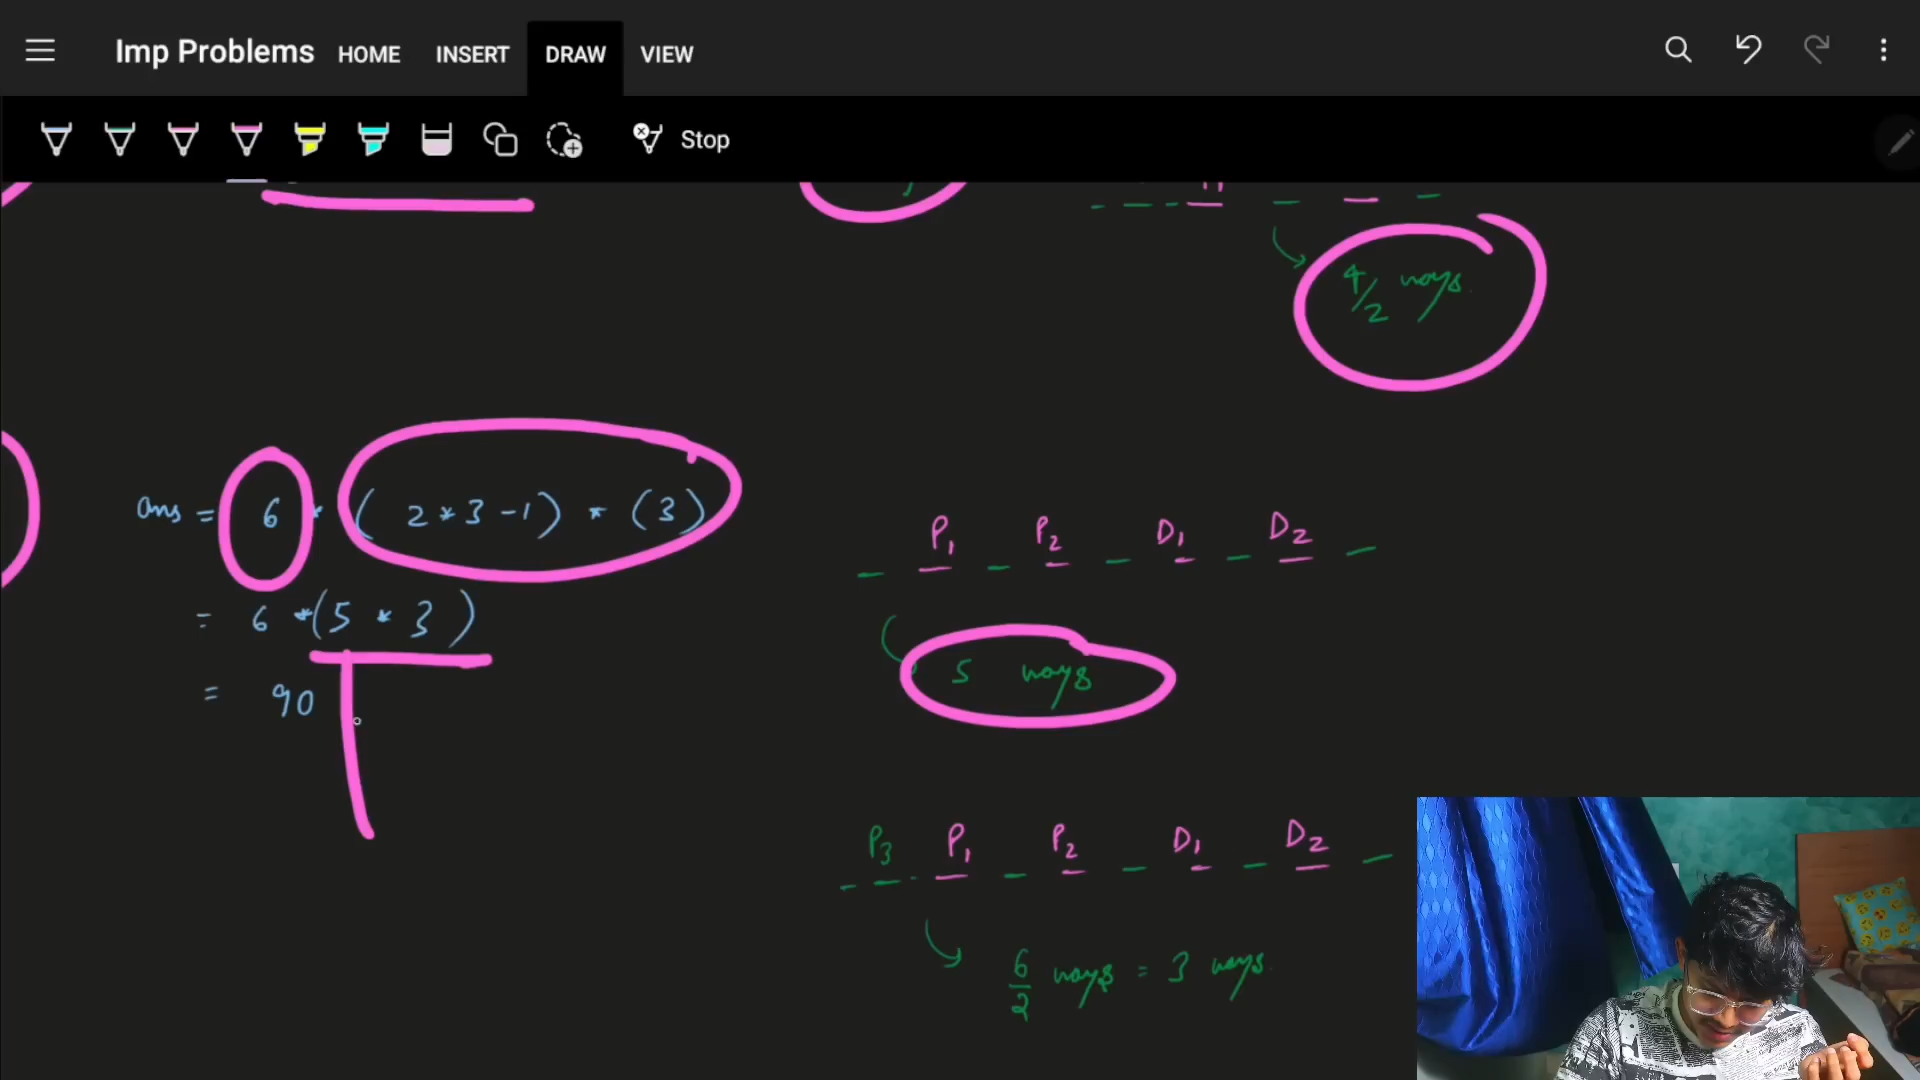 Imp Problems HOME INSERT DRAW VIEW
Stop
4/2 ways.
ans = 6 * ( 2 * 3 - 1 ) * ( 3 )
= 6 * ( 5 * 3 )
= 90
P1 P2 D1 D2
5 ways
P3 P1 P2 D1 D2
6/2 ways = 3 ways.